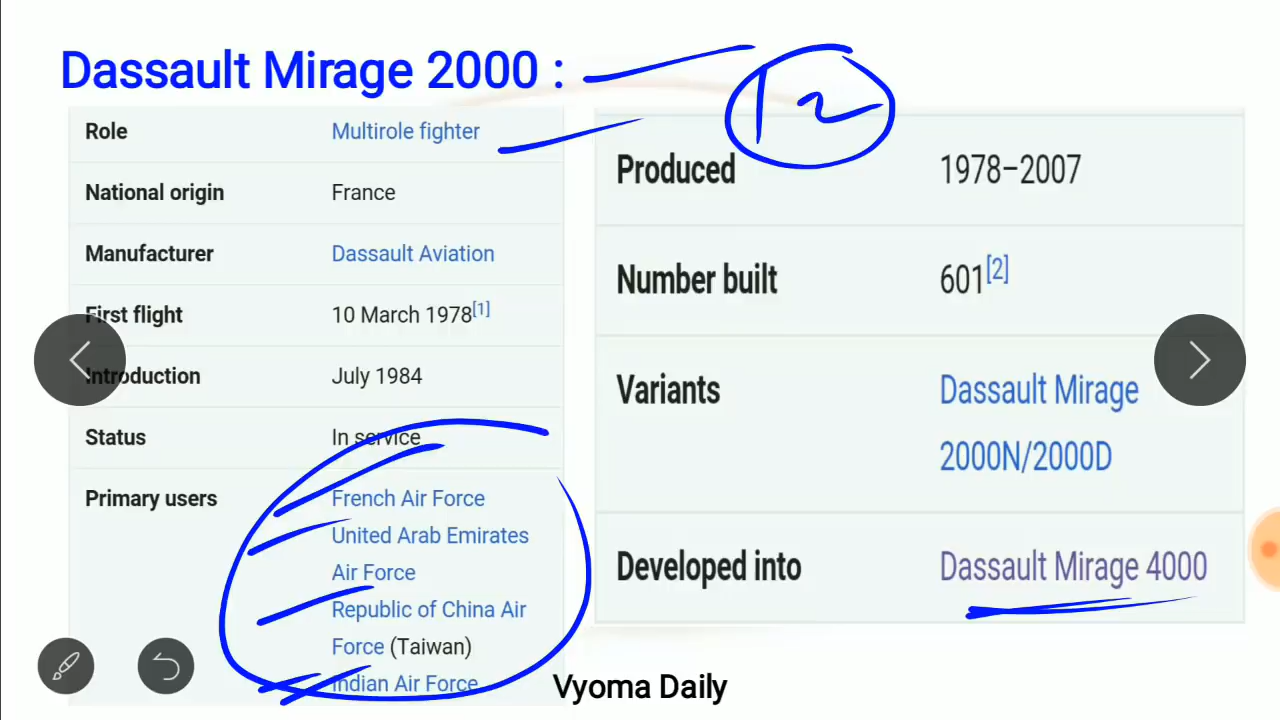 Dassault Mirage 2000 :
12
Role Multirole fighter
National origin France
Manufacturer Dassault Aviation
First flight 10 March 1978[1]
Introduction July 1984
Status In service
Primary users French Air Force
United Arab Emirates
Air Force
Republic of China Air
Force (Taiwan)
Indian Air Force
Produced 1978–2007
Number built 601[2]
Variants Dassault Mirage
2000N/2000D
Developed into Dassault Mirage 4000
Vyoma Daily